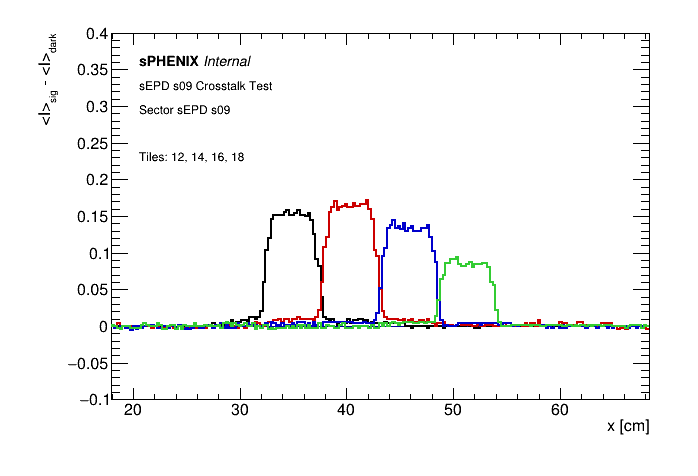 0.4
0.35
0.3
0.25
0.2
0.15
0.1
0.05
0
−0.05
−0.1
<I>sig - <I>dark
sPHENIX Internal
sEPD s09 Crosstalk Test
Sector sEPD s09
Tiles: 12, 14, 16, 18
20 30 40 50 60
x [cm]